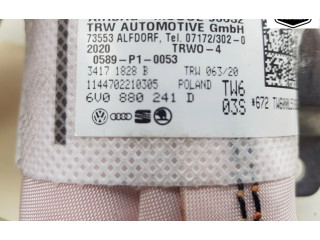 TRW AUTOMOTIVE GmbH
73553 ALFDORF, Tel. 07172/302-0
2020 TRWO-4
0589-P1-0053
3417 1828 B TRW 063/20
1144702210305 POLAND TW6
6V0 880 241 D 03S